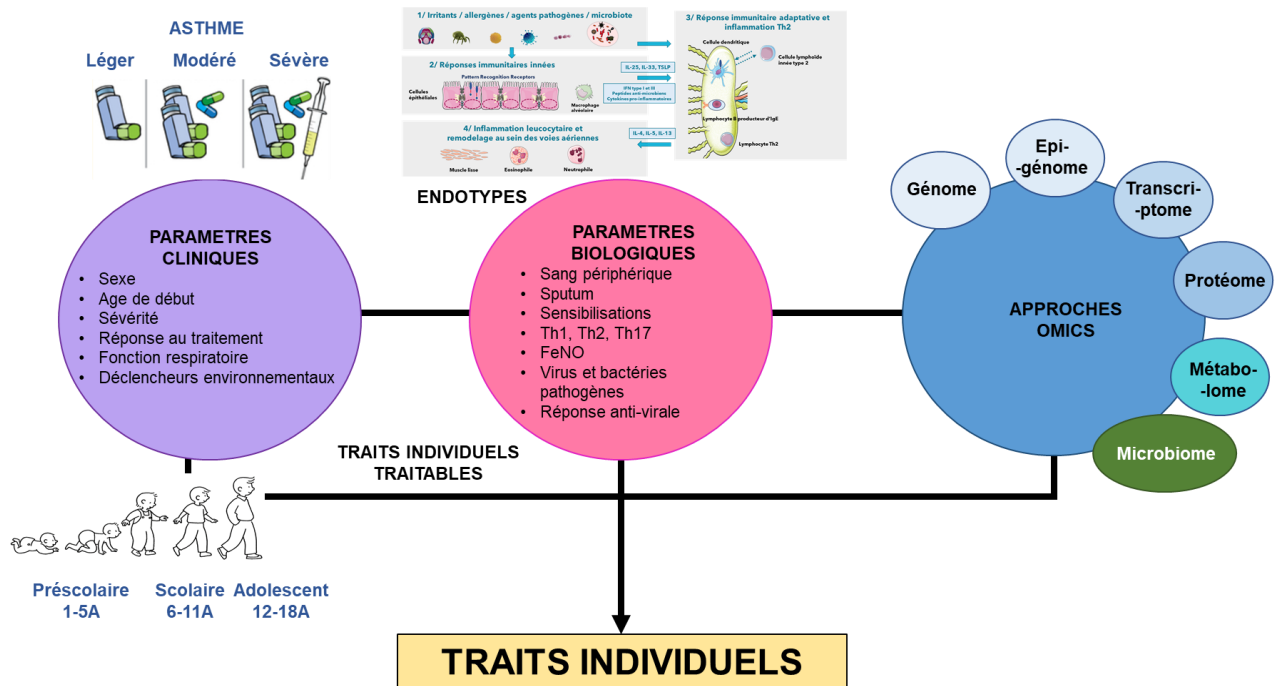 ASTHME
Léger
Modéré
Sévère
1/ Irritants / allergènes / agents pathogènes / microbiote
2/ Réponses immunitaires innées
Pattern Recognition Receptors
Cellules
épithéliales
Macrophage
alvéolaire
IL-25, IL-33, TSLP
IFN type I et III
Peptides anti-microbiens
Cytokines pro-inflammatoires
3/ Réponse immunitaire adaptative et
inflammation Th2
Cellule dendritique
Cellule lymphoïde
innée type 2
Lymphocyte B producteur d'IgE
Lymphocyte Th2
4/ Inflammation leucocytaire et
remodelage au sein des voies aériennes
IL-4, IL-5, IL-13
Muscle lisse
Eosinophile
Neutrophile
ENDOTYPES
PARAMETRES
CLINIQUES
• Sexe
• Age de début
• Sévérité
• Réponse au traitement
• Fonction respiratoire
• Déclencheurs environnementaux
PARAMETRES
BIOLOGIQUES
• Sang périphérique
• Sputum
• Sensibilisations
• Th1, Th2, Th17
• FeNO
• Virus et bactéries
pathogènes
• Réponse anti-virale
APPROCHES
OMICS
Génome
Epi-
-génome
Transcri-
-ptome
Protéome
Métabo-
-lome
Microbiome
TRAITS INDIVIDUELS
TRAITABLES
Préscolaire
1-5A
Scolaire
6-11A
Adolescent
12-18A
TRAITS INDIVIDUELS